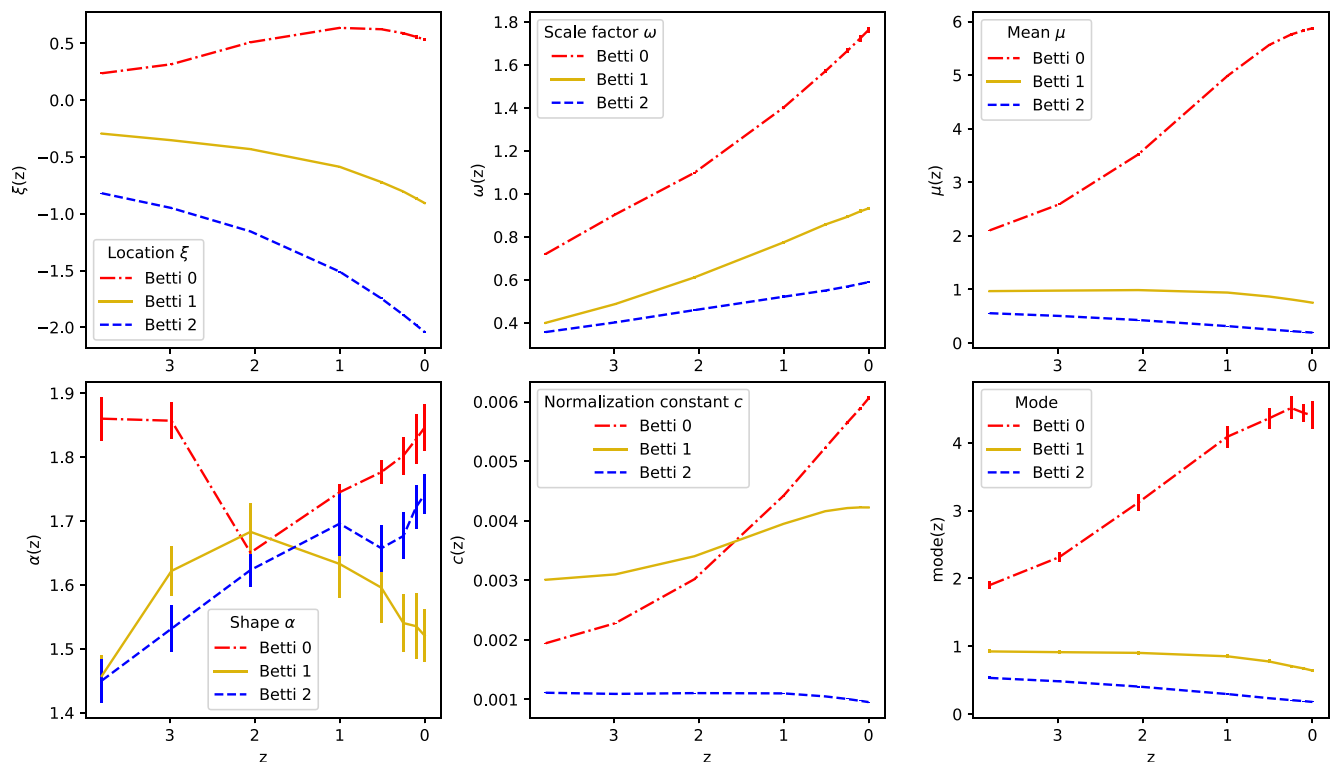 0.5
0.0
−0.5
−1.0
−1.5
−2.0
ξ(z)
3
2
1
0
Location ξ
Betti 0
Betti 1
Betti 2
1.8
1.6
1.4
1.2
1.0
0.8
0.6
0.4
ω(z)
3
2
1
0
Scale factor ω
Betti 0
Betti 1
Betti 2
6
5
4
3
2
1
0
μ(z)
3
2
1
0
Mean μ
Betti 0
Betti 1
Betti 2
1.9
1.8
1.7
1.6
1.5
1.4
α(z)
3
2
1
0
z
Shape α
Betti 0
Betti 1
Betti 2
0.006
0.005
0.004
0.003
0.002
0.001
c(z)
3
2
1
0
z
Normalization constant c
Betti 0
Betti 1
Betti 2
4
3
2
1
0
mode(z)
3
2
1
0
z
Mode
Betti 0
Betti 1
Betti 2